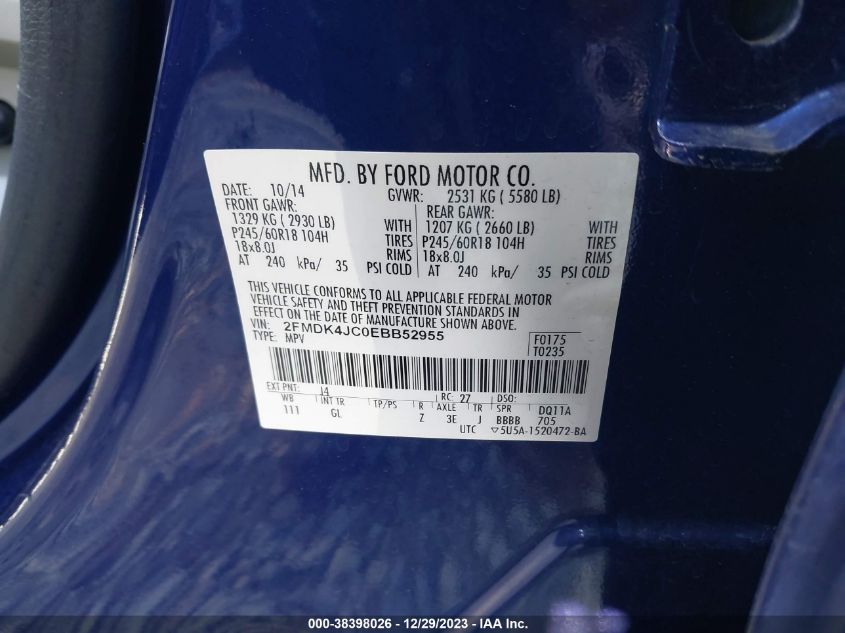 MFD. BY FORD MOTOR CO.
DATE: 10/14 GVWR: 2531 KG ( 5580 LB)
FRONT GAWR: REAR GAWR:
1329 KG ( 2930 LB) WITH 1207 KG ( 2660 LB) WITH
P245/60R18 104H TIRES P245/60R18 104H TIRES
18x8.0J RIMS 18x8.0J RIMS
AT 240 kPa/ 35 PSI COLD AT 240 kPa/ 35 PSI COLD
THIS VEHICLE CONFORMS TO ALL APPLICABLE FEDERAL MOTOR
VEHICLE SAFETY AND THEFT PREVENTION STANDARDS IN
EFFECT ON THE DATE OF MANUFACTURE SHOWN ABOVE.
VIN: 2FMDK4JC0EBB52955 F0175
TYPE: MPV T0235
EXT PNT: J4 RC: 27 DSO:
WB INT TR TP/PS R AXLE TR SPR DQ11A
111 GL Z 3E J BBBB 705
UTC ▽5U5A-1520472-BA
000-38398026 - 12/29/2023 - IAA Inc.